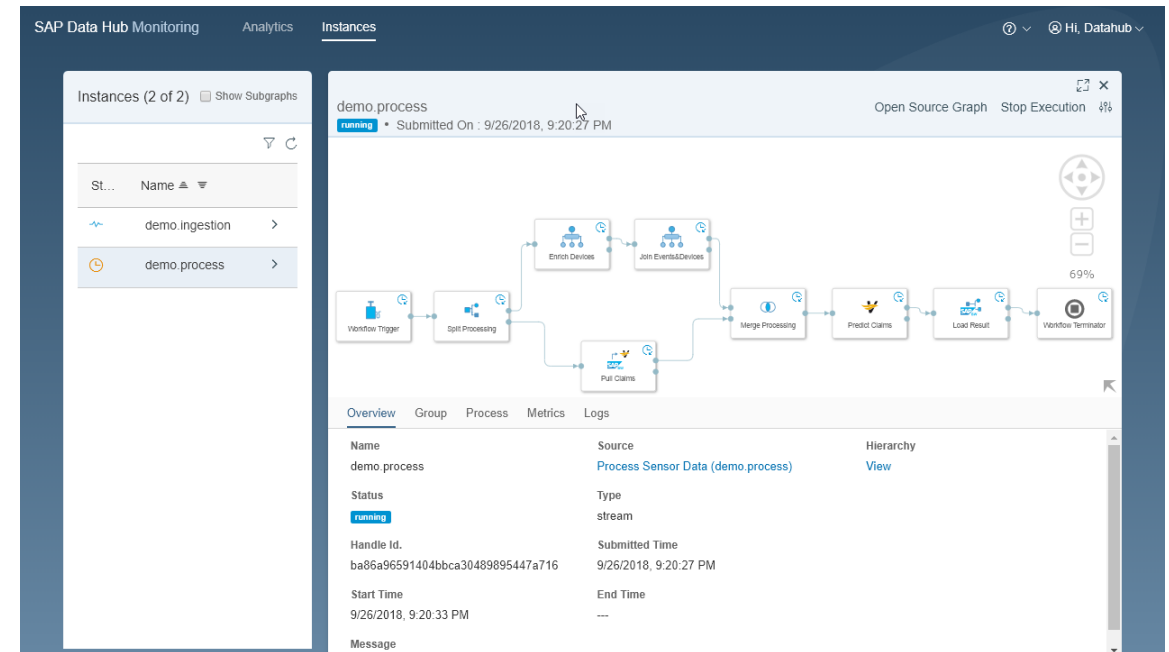 SAP Data Hub Monitoring Analytics Instances Hi, Datahub
Instances (2 of 2) Show Subgraphs
St... Name
demo.ingestion
demo.process
demo.process
Open Source Graph Stop Execution
running • Submitted On : 9/26/2018, 9:20:27 PM
69%
Enrich Devices
Join Events&Devices
Workflow Trigger
Split Processing
Merge Processing
Predict Claims
Load Result
Workflow Terminator
Pull Claims
Overview Group Process Metrics Logs
Name Source Hierarchy
demo.process Process Sensor Data (demo.process) View
Status Type
running stream
Handle Id. Submitted Time
ba86a96591404bbca30489895447a716 9/26/2018, 9:20:27 PM
Start Time End Time
9/26/2018, 9:20:33 PM ---
Message